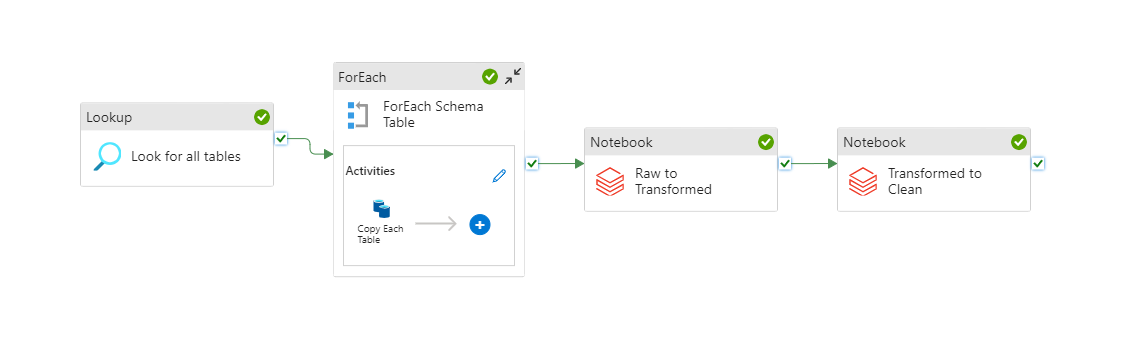 Lookup
Look for all tables
ForEach
ForEach Schema
Table
Activities
Copy Each
Table
Notebook
Raw to
Transformed
Notebook
Transformed to
Clean